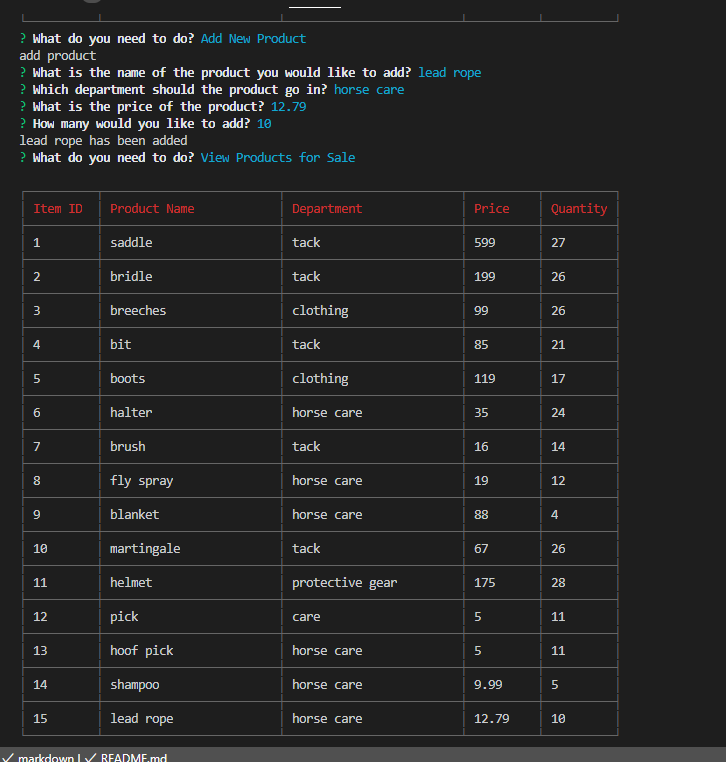 ? What do you need to do? Add New Product
add product
? What is the name of the product you would like to add? lead rope
? Which department should the product go in? horse care
? What is the price of the product? 12.79
? How many would you like to add? 10
lead rope has been added
? What do you need to do? View Products for Sale
Item ID Product Name Department Price Quantity
1 saddle tack 599 27
2 bridle tack 199 26
3 breeches clothing 99 26
4 bit tack 85 21
5 boots clothing 119 17
6 halter horse care 35 24
7 brush tack 16 14
8 fly spray horse care 19 12
9 blanket horse care 88 4
10 martingale tack 67 26
11 helmet protective gear 175 28
12 pick care 5 11
13 hoof pick horse care 5 11
14 shampoo horse care 9.99 5
15 lead rope horse care 12.79 10
✓ markdown | ✓ README.md